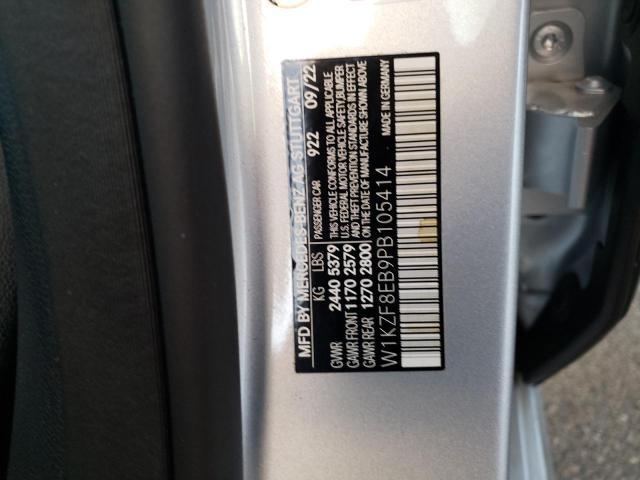 MFD BY MERCEDES-BENZ AG STUTTGART
KG LBS PASSENGER CAR 922 09/22
GVWR 2440 5379 THIS VEHICLE CONFORMS TO ALL APPLICABLE
GAWR FRONT 1170 2579 U.S. FEDERAL MOTOR VEHICLE SAFETY,BUMPER
AND THEFT PREVENTION STANDARDS IN EFFECT
GAWR REAR 1270 2800 ON THE DATE OF MANUFACTURE SHOWN ABOVE
MADE IN GERMANY
W1KZF8EB9PB105414